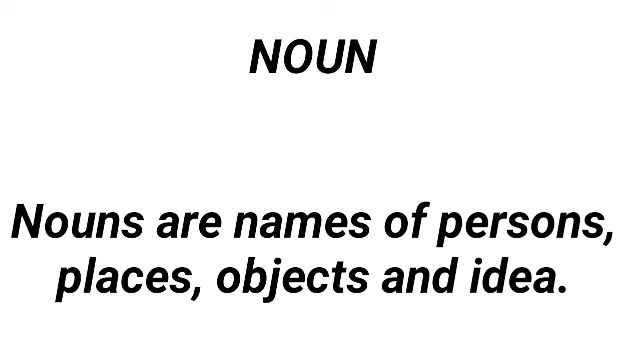 NOUN
Nouns are names of persons,
places, objects and idea.